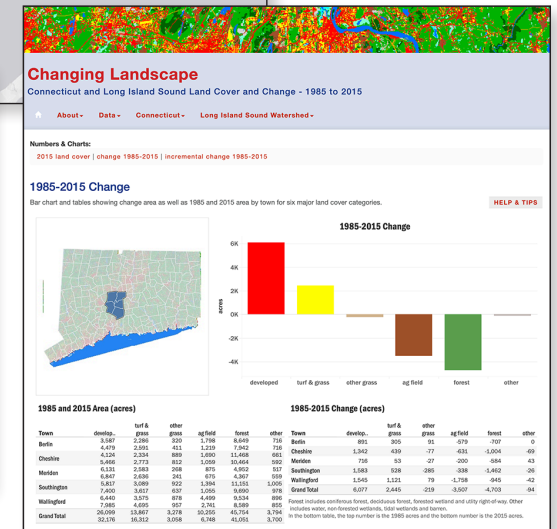 Changing Landscape
Connecticut and Long Island Sound Land Cover and Change - 1985 to 2015
About Data Connecticut Long Island Sound Watershed
Numbers & Charts:
2015 land cover | change 1985-2015 | incremental change 1985-2015
1985-2015 Change
Bar chart and tables showing change area as well as 1985 and 2015 area by town for six major land cover categories.
HELP & TIPS
1985-2015 Change
6K
4K
2K
0K
-2K
-4K
acres
developed turf & grass other grass ag field forest other
1985 and 2015 Area (acres)
Town develop.. turf & grass other grass ag field forest other
Berlin 3,587 2,286 320 1,798 8,649 716
4,479 2,591 411 1,219 7,942 716
Cheshire 4,124 2,334 889 1,690 11,468 661
5,466 2,773 812 1,059 10,464 592
Meriden 6,131 2,583 268 875 4,952 517
6,847 2,636 241 575 4,367 559
Southington 5,817 3,089 922 1,394 11,151 1,005
7,400 3,617 637 1,055 9,690 978
Wallingford 6,440 3,575 878 4,499 9,534 898
7,985 4,695 957 2,741 8,589 855
Grand Total 26,099 13,867 3,278 10,255 45,754 3,794
32,176 16,312 3,058 6,748 41,051 3,700
1985-2015 Change (acres)
Town develop.. turf & grass other grass ag field forest other
Berlin 891 305 91 -579 -707 0
Cheshire 1,342 439 -77 -631 -1,004 -69
Meriden 716 53 -27 -200 -584 43
Southington 1,583 528 -285 -338 -1,462 -26
Wallingford 1,545 1,121 79 -1,758 -945 -42
Grand Total 6,077 2,445 -219 -3,507 -4,703 -94
Forest includes coniferous forest, deciduous forest, forested wetland and utility right-of-way. Other
includes water, non-forested wetlands, tidal wetlands and barren.
In the bottom table, the top number is the 1985 acres and the bottom number is the 2015 acres.